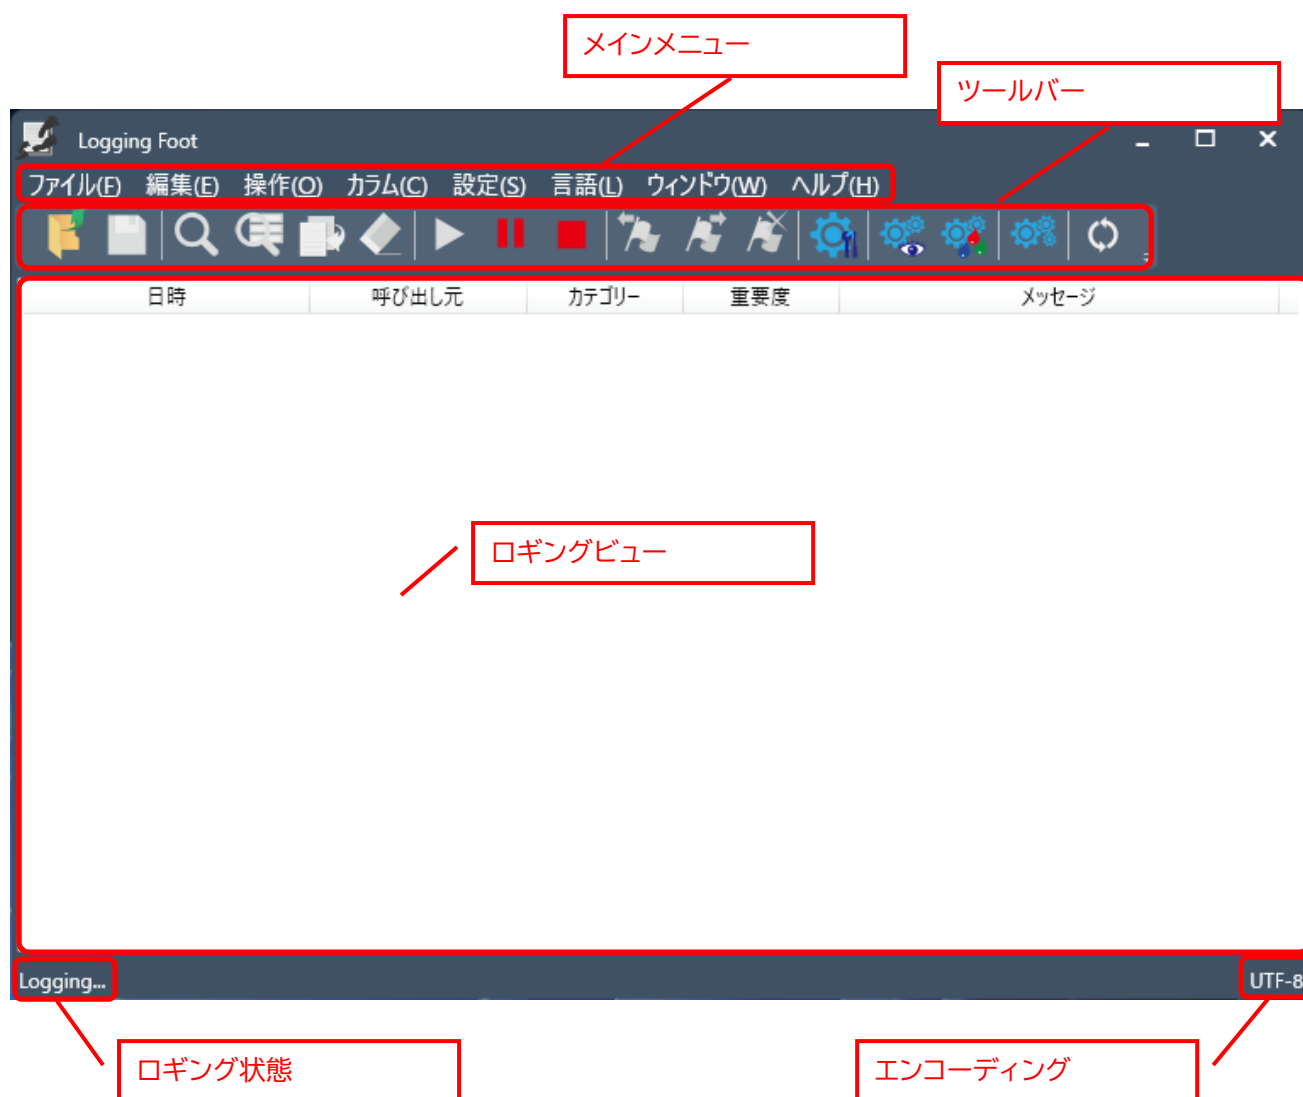 メインメニュー
ツールバー
Logging Foot
ファイル(F) 編集(E) 操作(O) カラム(C) 設定(S) 言語(L) ウィンドウ(W) ヘルプ(H)
日時 呼び出し元 カテゴリー 重要度 メッセージ
ロギングビュー
Logging... UTF-8
ロギング状態 エンコーディング